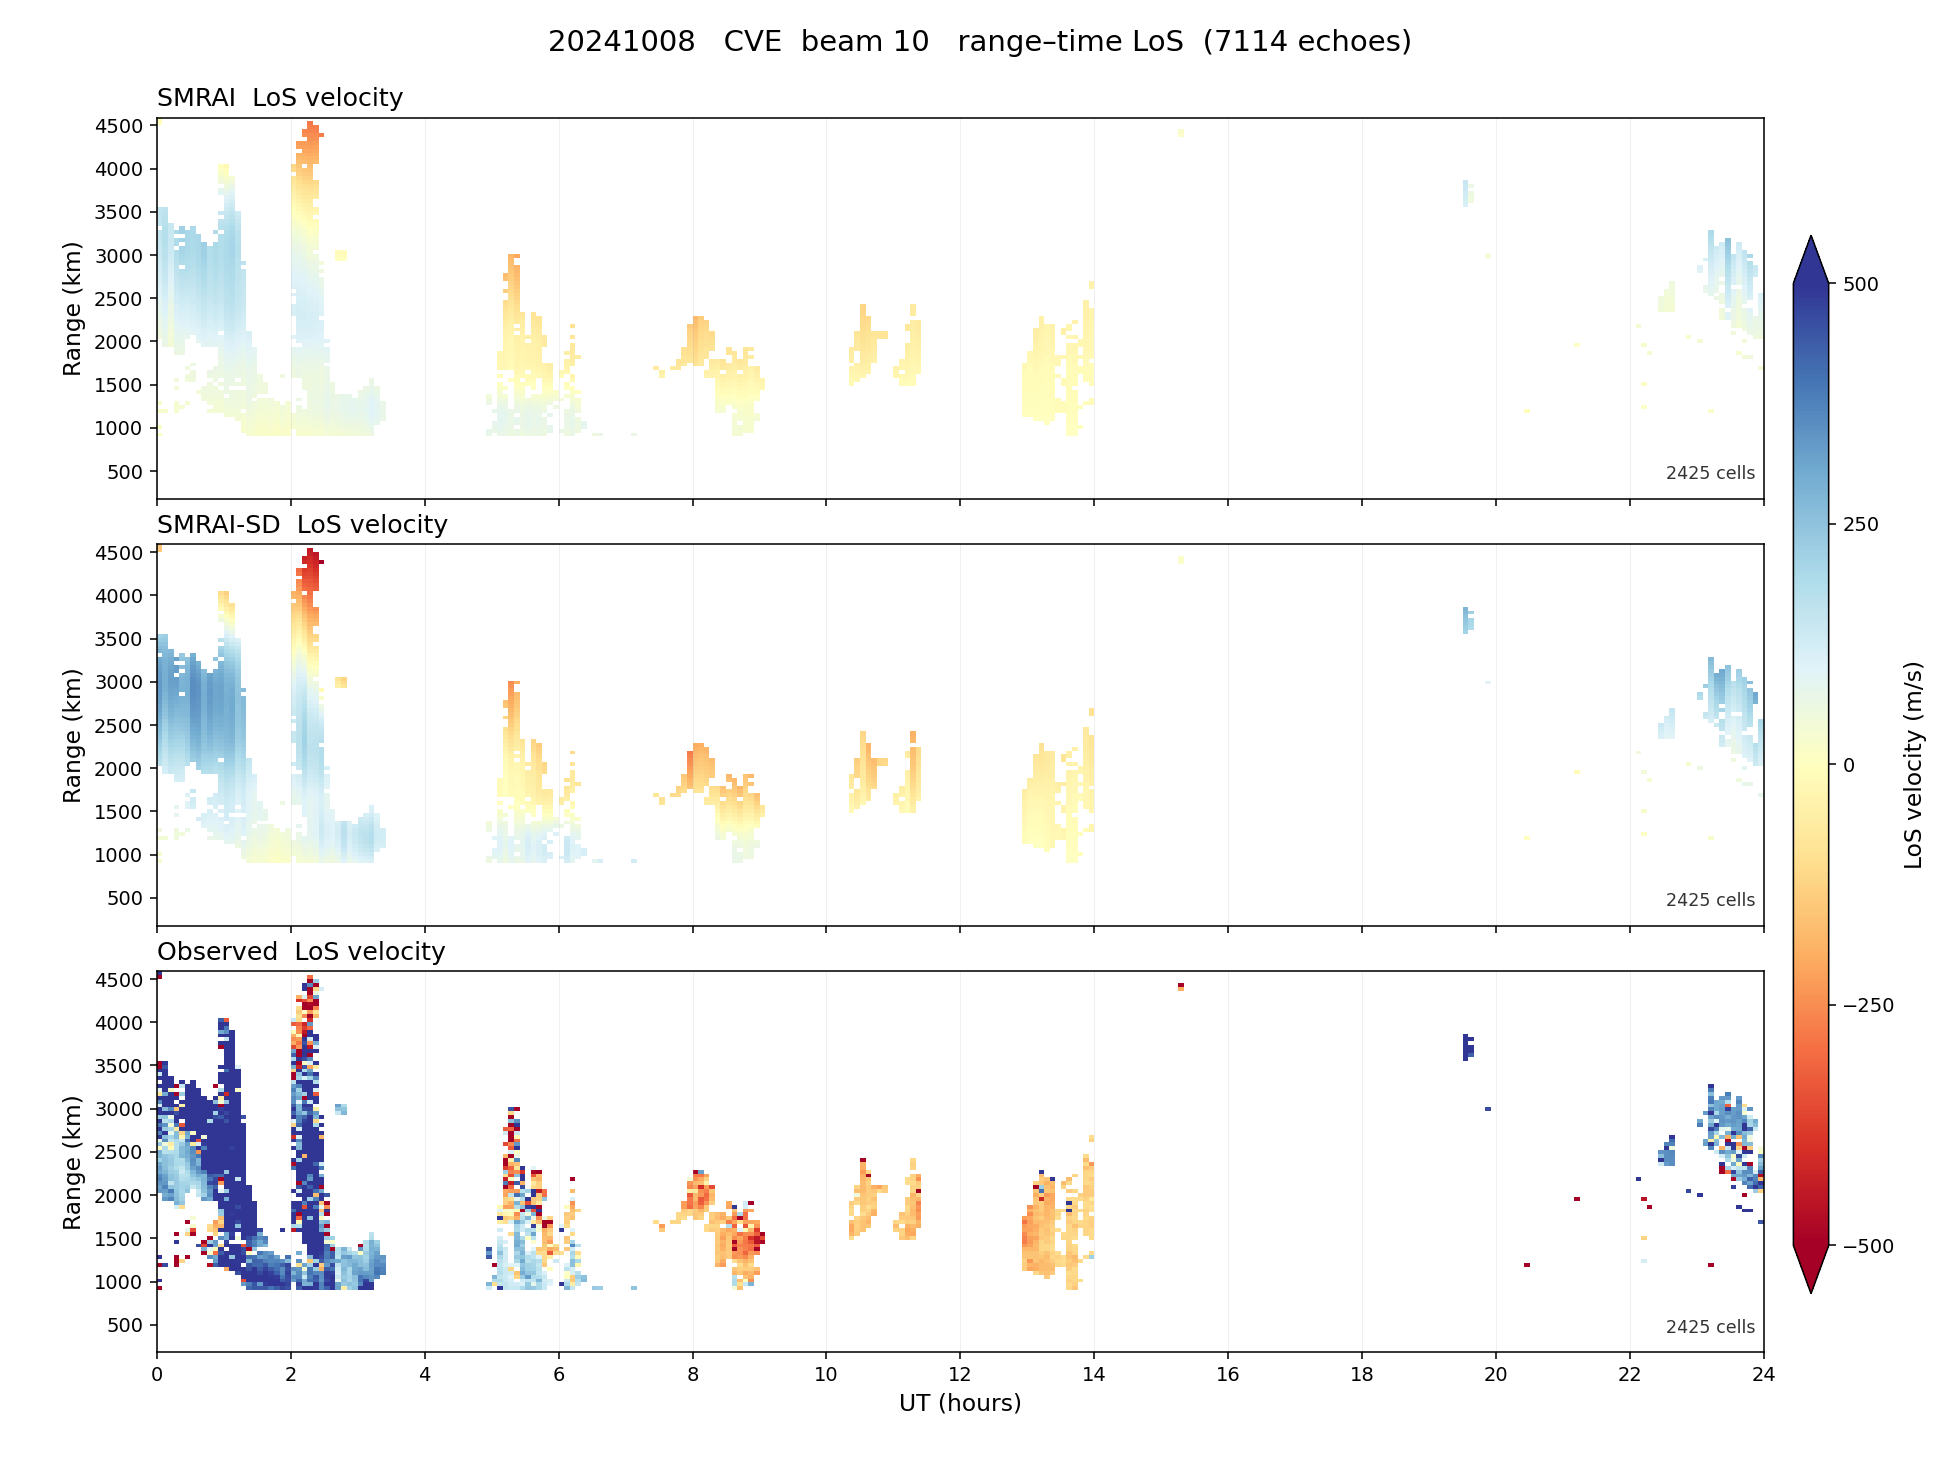 20241008 CVE beam 10 range–time LoS (7114 echoes)
SMRAI LoS velocity
4500
4000
3500
3000
2500
2000
1500
1000
500
Range (km)
2425 cells
SMRAI-SD LoS velocity
4500
4000
3500
3000
2500
2000
1500
1000
500
Range (km)
2425 cells
Observed LoS velocity
4500
4000
3500
3000
2500
2000
1500
1000
500
Range (km)
2425 cells
0 2 4 6 8 10 12 14 16 18 20 22 24
UT (hours)
500
250
0
−250
−500
LoS velocity (m/s)